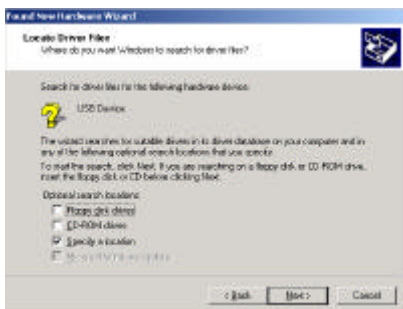 Found New Hardware Wizard
Locate Driver Files
Where do you want Windows to search for driver files?
Search for driver files for the following hardware device:
USB Device
The wizard searches for suitable drivers in its driver database on your computer and in
any of the following optional search locations that you specify.
To start the search, click Next. If you are searching on a floppy disk or CD-ROM drive,
insert the floppy disk or CD before clicking Next.
Optional search locations:
Floppy disk drives
CD-ROM drives
Specify a location
Microsoft Windows Update
< Back
Next >
Cancel